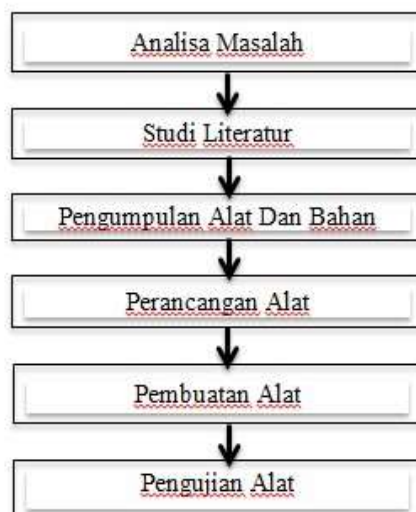 Analisa Masalah
Studi Literatur
Pengumpulan Alat Dan Bahan
Perancangan Alat
Pembuatan Alat
Pengujian Alat